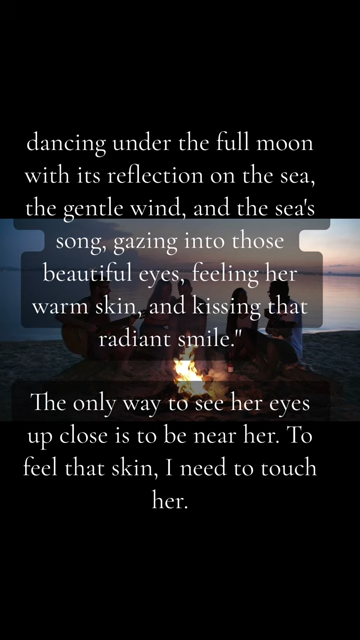 dancing under the full moon
with its reflection on the sea,
the gentle wind, and the sea's
song, gazing into those
beautiful eyes, feeling her
warm skin, and kissing that
radiant smile."
The only way to see her eyes
up close is to be near her. To
feel that skin, I need to touch
her.